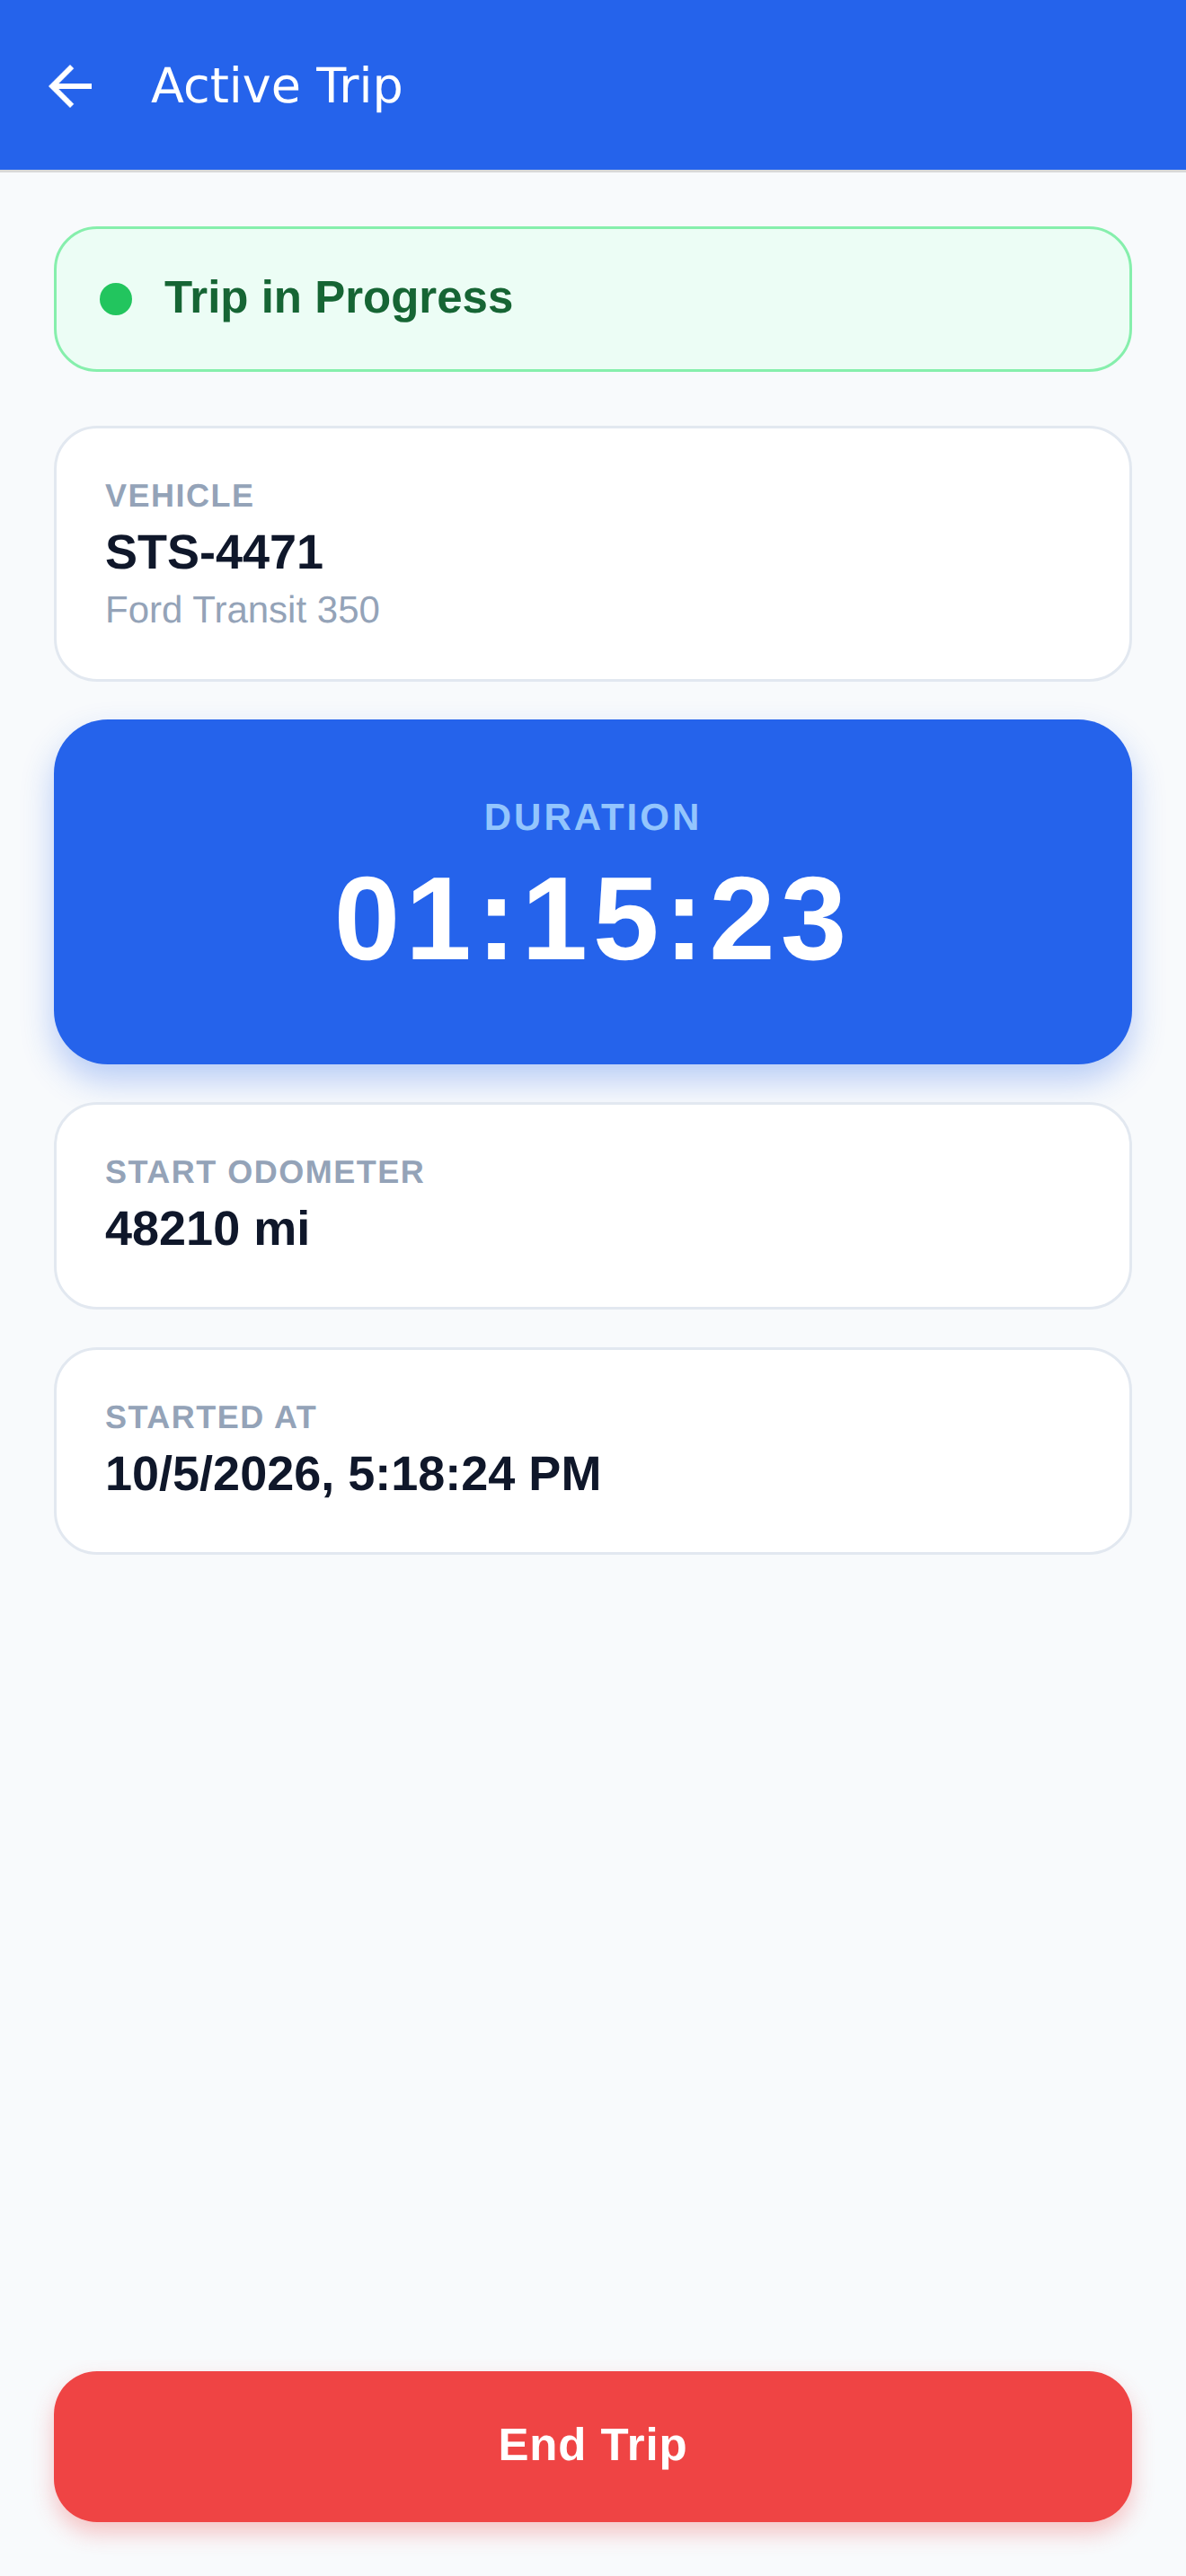 Active Trip
Trip in Progress
VEHICLE
STS-4471
Ford Transit 350
DURATION
01:15:23
START ODOMETER
48210 mi
STARTED AT
10/5/2026, 5:18:24 PM
End Trip